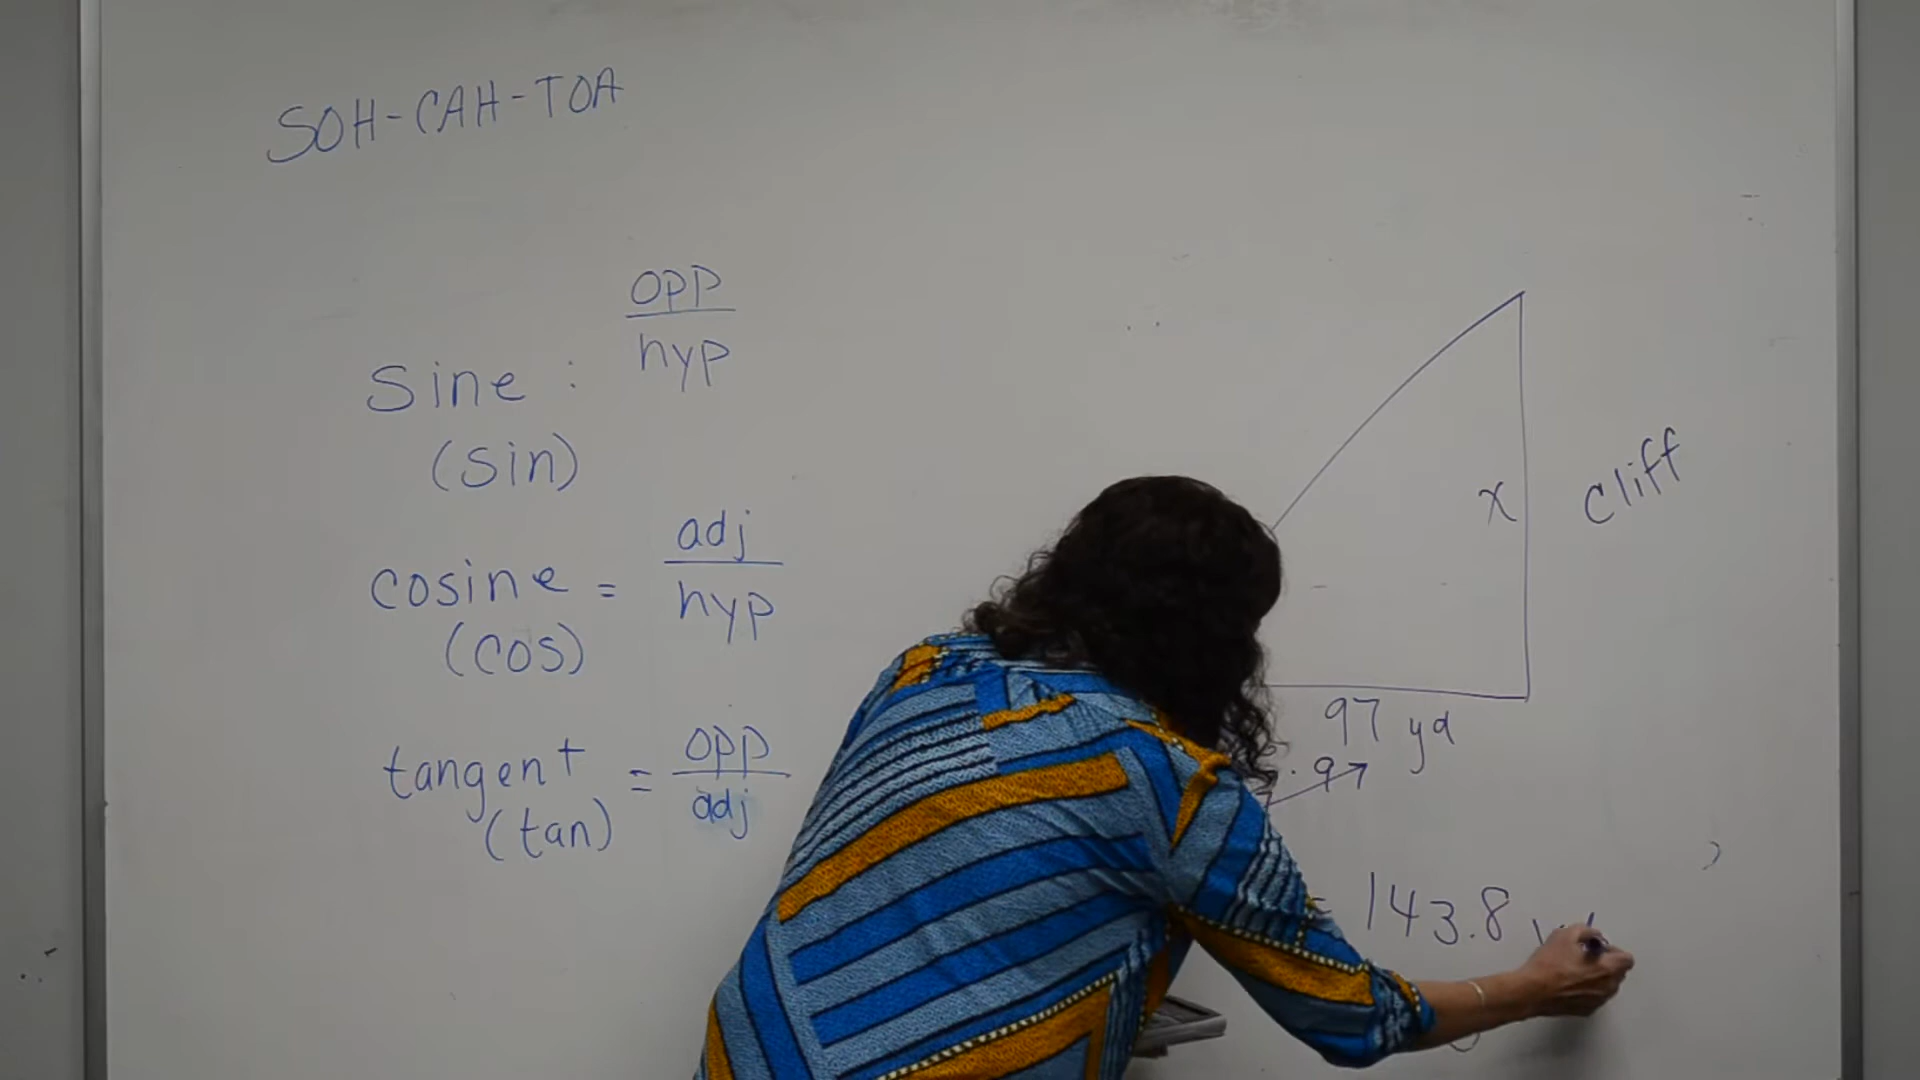 SOH-CAH-TOA
opp
hyp
Sine :
(sin)
adj
hyp
cosine =
(cos)
opp
adj
tangent =
(tan)
x
cliff
97 yd
. 97
= 143.8